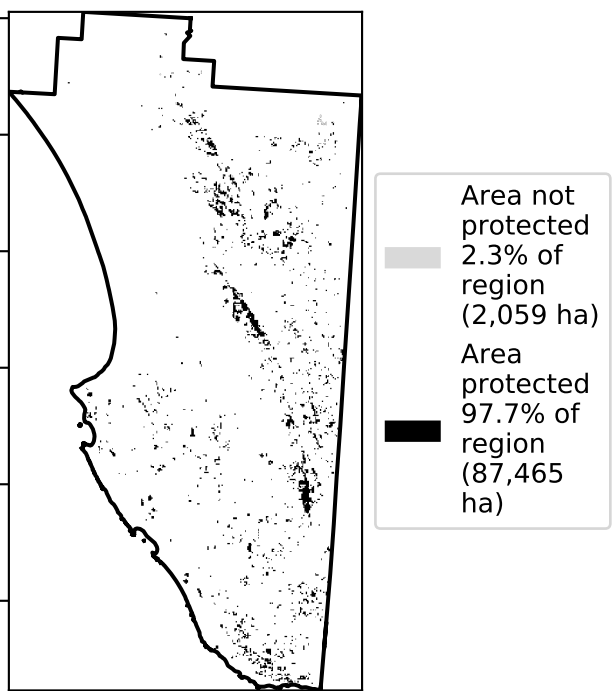 Area not
protected
2.3% of
region
(2,059 ha)
Area
protected
97.7% of
region
(87,465
ha)